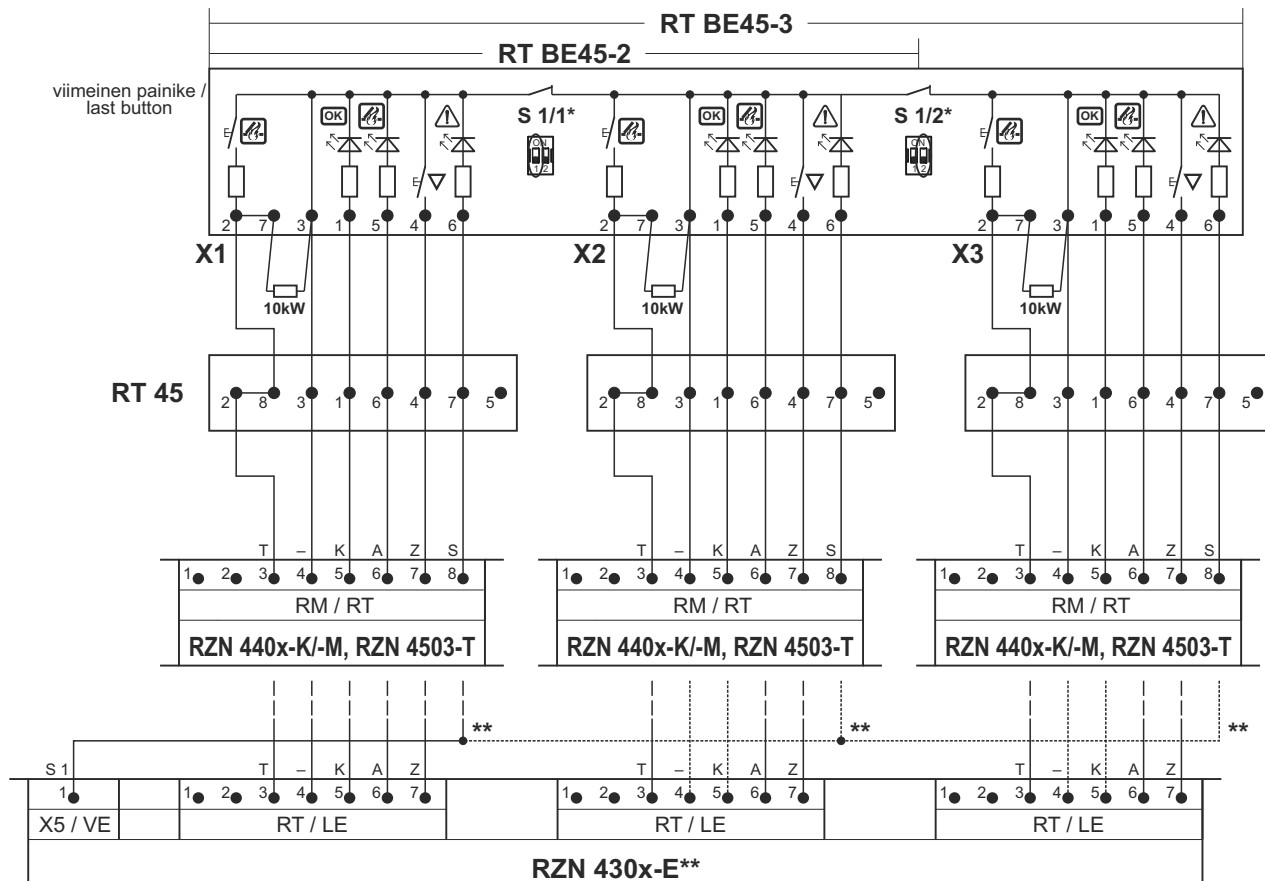 RT BE45-3
RT BE45-2
viimeinen painike /
last button
OK OK OK
S 1/1* S 1/2*
E E E E E E
ON ON
1 2 1 2
2 7 3 1 5 4 6 2 7 3 1 5 4 6 2 7 3 1 5 4 6
X1 X2 X3
10kW 10kW 10kW
RT 45
2 8 3 1 6 4 7 5 2 8 3 1 6 4 7 5 2 8 3 1 6 4 7 5
T – K A Z S T – K A Z S T – K A Z S
1 2 3 4 5 6 7 8 1 2 3 4 5 6 7 8 1 2 3 4 5 6 7 8
RM / RT RM / RT RM / RT
RZN 440x-K/-M, RZN 4503-T RZN 440x-K/-M, RZN 4503-T RZN 440x-K/-M, RZN 4503-T
** ** **
S 1 T – K A Z T – K A Z T – K A Z
1 1 2 3 4 5 6 7 1 2 3 4 5 6 7 1 2 3 4 5 6 7
X5 / VE RT / LE RT / LE RT / LE
RZN 430x-E**